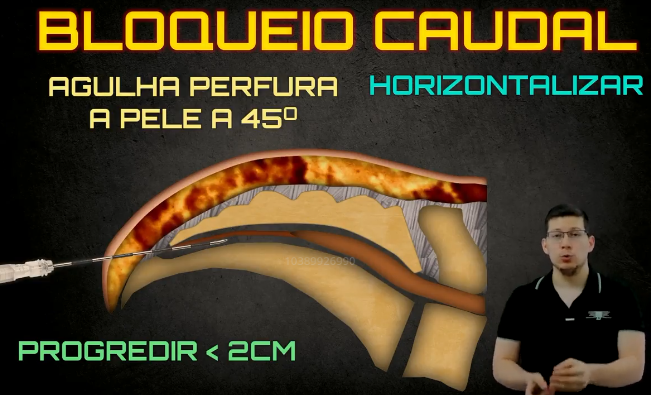 BLOQUEIO CAUDAL
AGULHA PERFURA
A PELE A 45º
HORIZONTALIZAR
PROGREDIR < 2CM